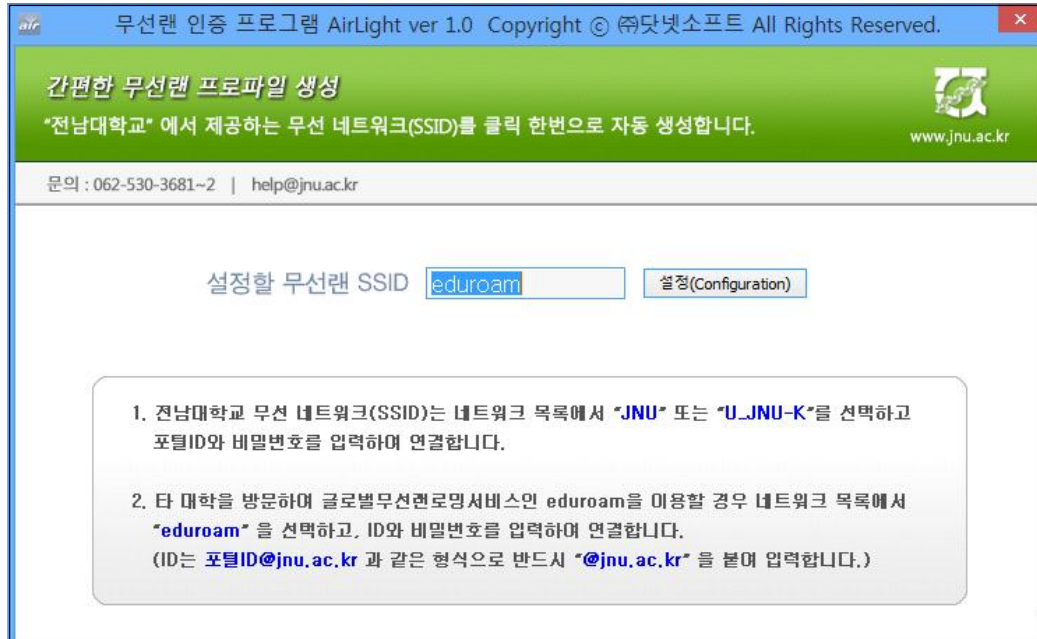 air 무선랜 인증 프로그램 AirLight ver 1.0 Copyright ⓒ ㈜닷넷소프트 All Rights Reserved.
간편한 무선랜 프로파일 생성
"전남대학교" 에서 제공하는 무선 네트워크(SSID)를 클릭 한번으로 자동 생성합니다.
www.jnu.ac.kr
문의 : 062-530-3681~2 | help@jnu.ac.kr
설정할 무선랜 SSID eduroam 설정(Configuration)
1. 전남대학교 무선 네트워크(SSID)는 네트워크 목록에서 "JNU" 또는 "U_JNU-K"를 선택하고
포털ID와 비밀번호를 입력하여 연결합니다.
2. 타 대학을 방문하여 글로벌무선랜로밍서비스인 eduroam을 이용할 경우 네트워크 목록에서
"eduroam" 을 선택하고, ID와 비밀번호를 입력하여 연결합니다.
(ID는 포털ID@jnu.ac.kr 과 같은 형식으로 반드시 "@jnu.ac.kr" 을 붙여 입력합니다.)